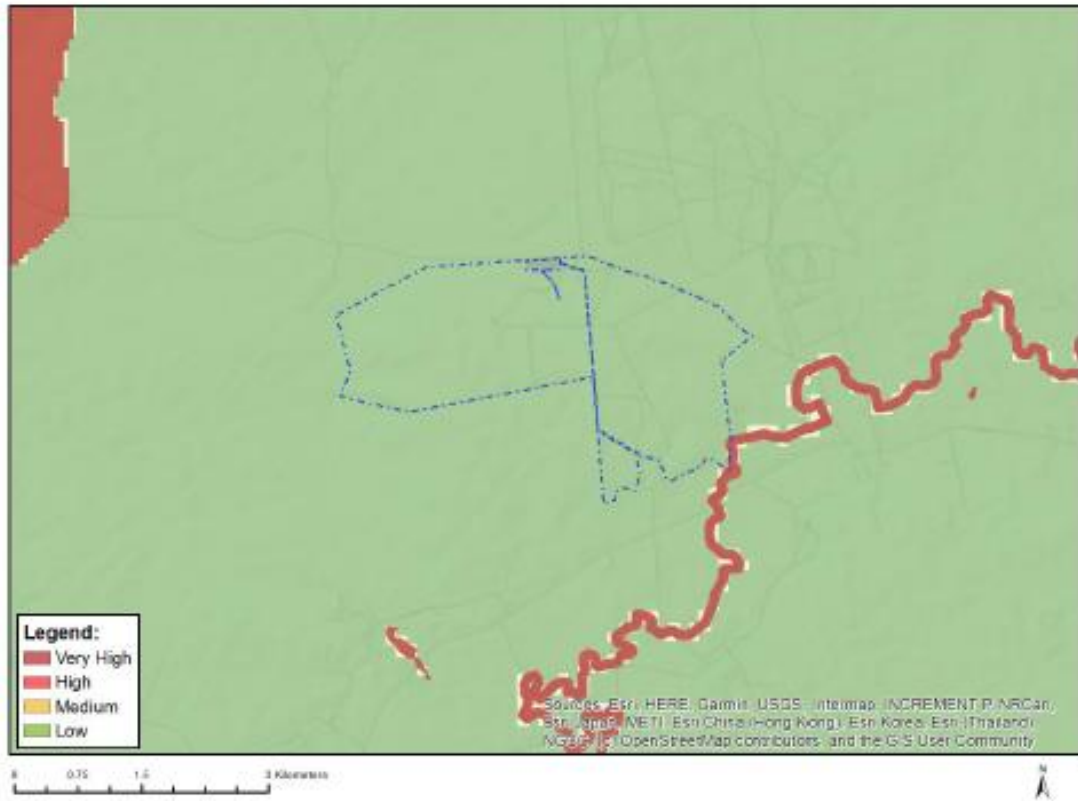 Legend:
Very High
High
Medium
Low
Sources: Esri, HERE, Garmin, USGS, Intermap, INCREMENT P, NRCan,
Esri Japan, METI, Esri China (Hong Kong), Esri Korea, Esri (Thailand),
OpenStreetMap contributors, and the GIS User Community
0 0.75 1.5 3 Kilometers
N